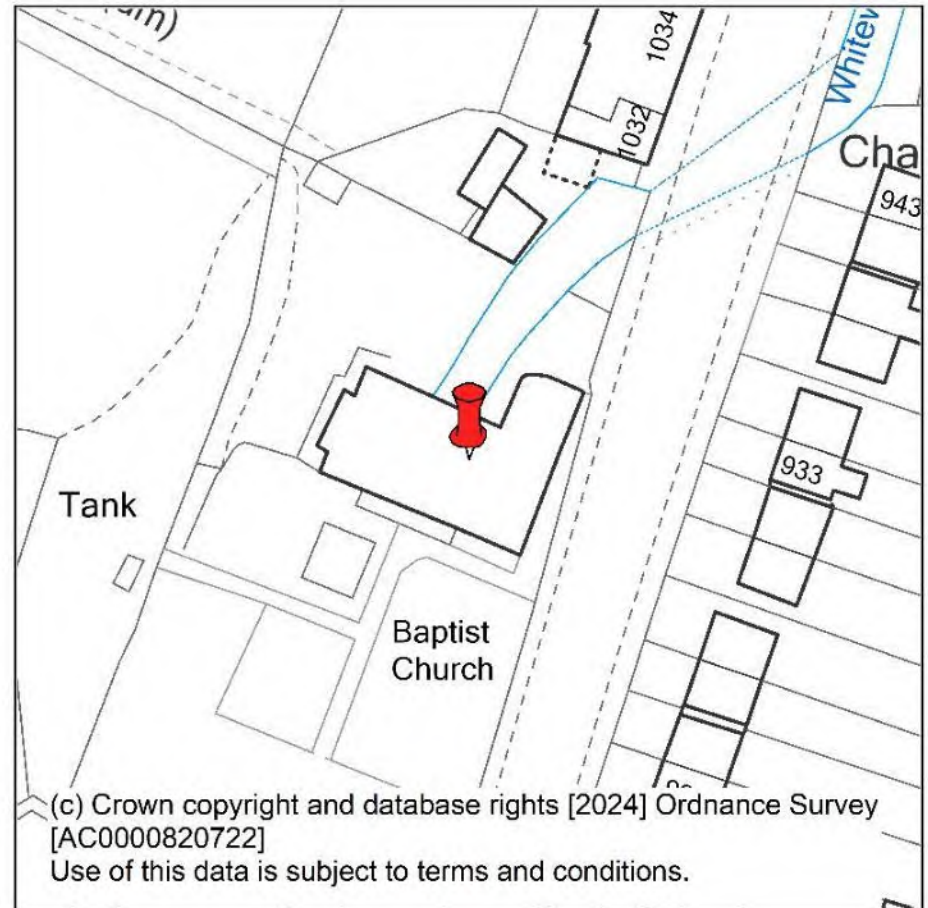 1034
1032
Whitew
Cha
943
933
Tank
Baptist
Church
(c) Crown copyright and database rights [2024] Ordnance Survey
[AC0000820722]
Use of this data is subject to terms and conditions.